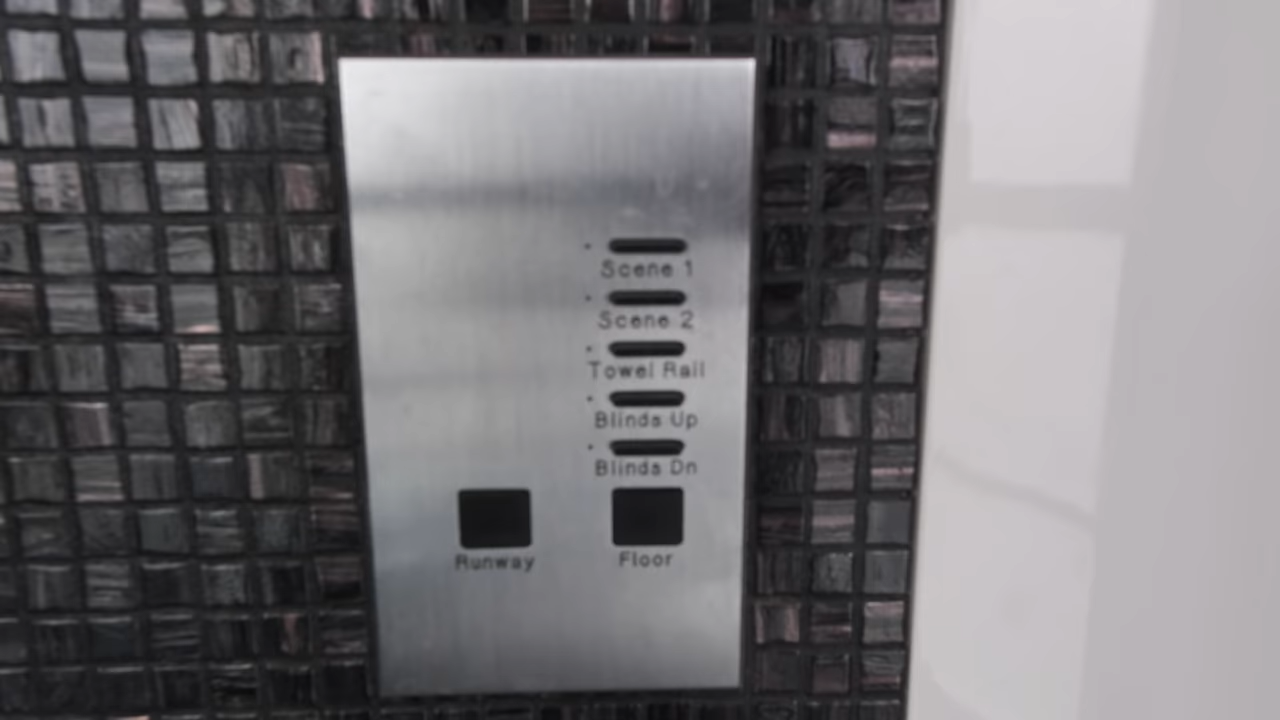 Scene 1
Scene 2
Towel Rail
Blinds Up
Blinds Dn
Runway Floor